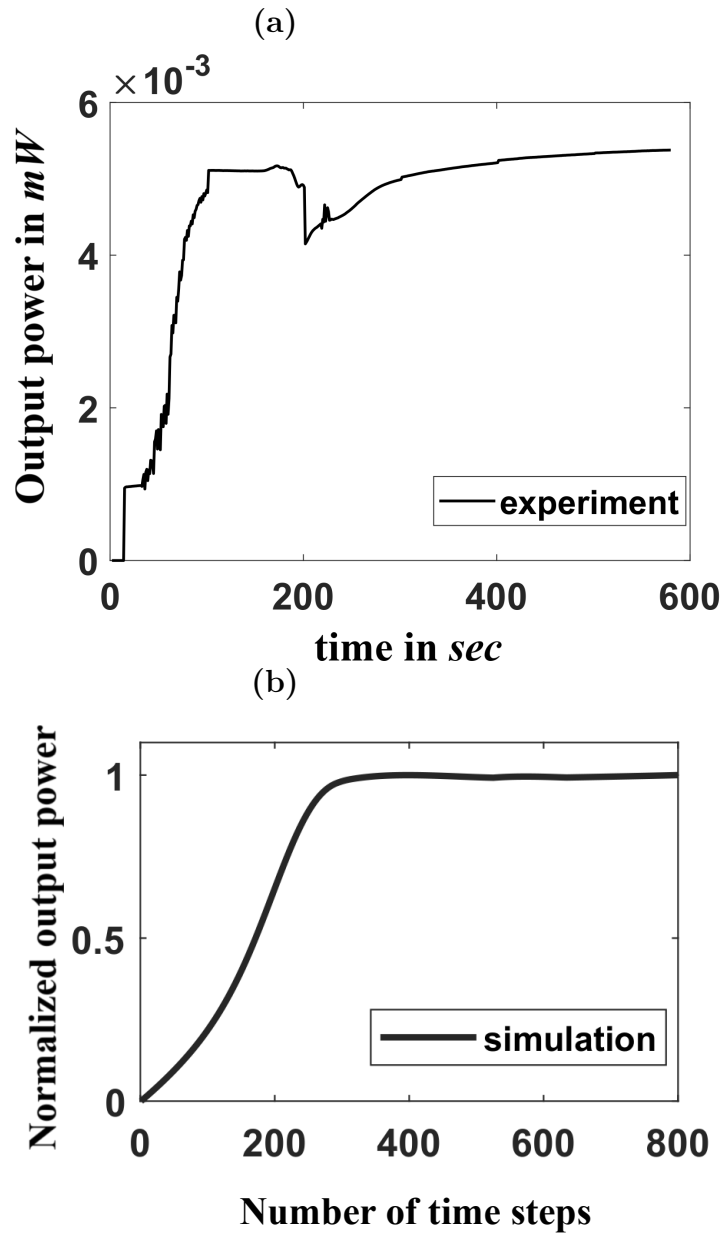 (a)
×10⁻³
6
4
2
0
Output power in mW
experiment
0 200 400 600
time in sec
(b)
1
0.5
0
Normalized output power
simulation
0 200 400 600 800
Number of time steps